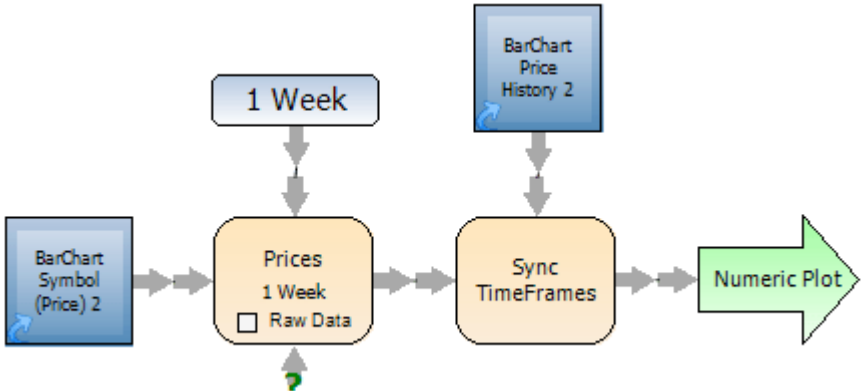 BarChart
Price
History 2
1 Week
BarChart
Symbol
(Price) 2
Prices
1 Week
Raw Data
Sync
TimeFrames
Numeric Plot
?